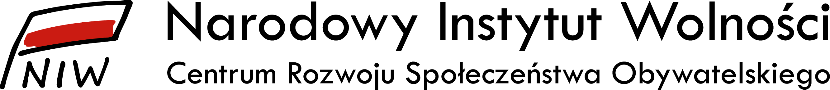 NIW
Narodowy Instytut Wolności
Centrum Rozwoju Społeczeństwa Obywatelskiego